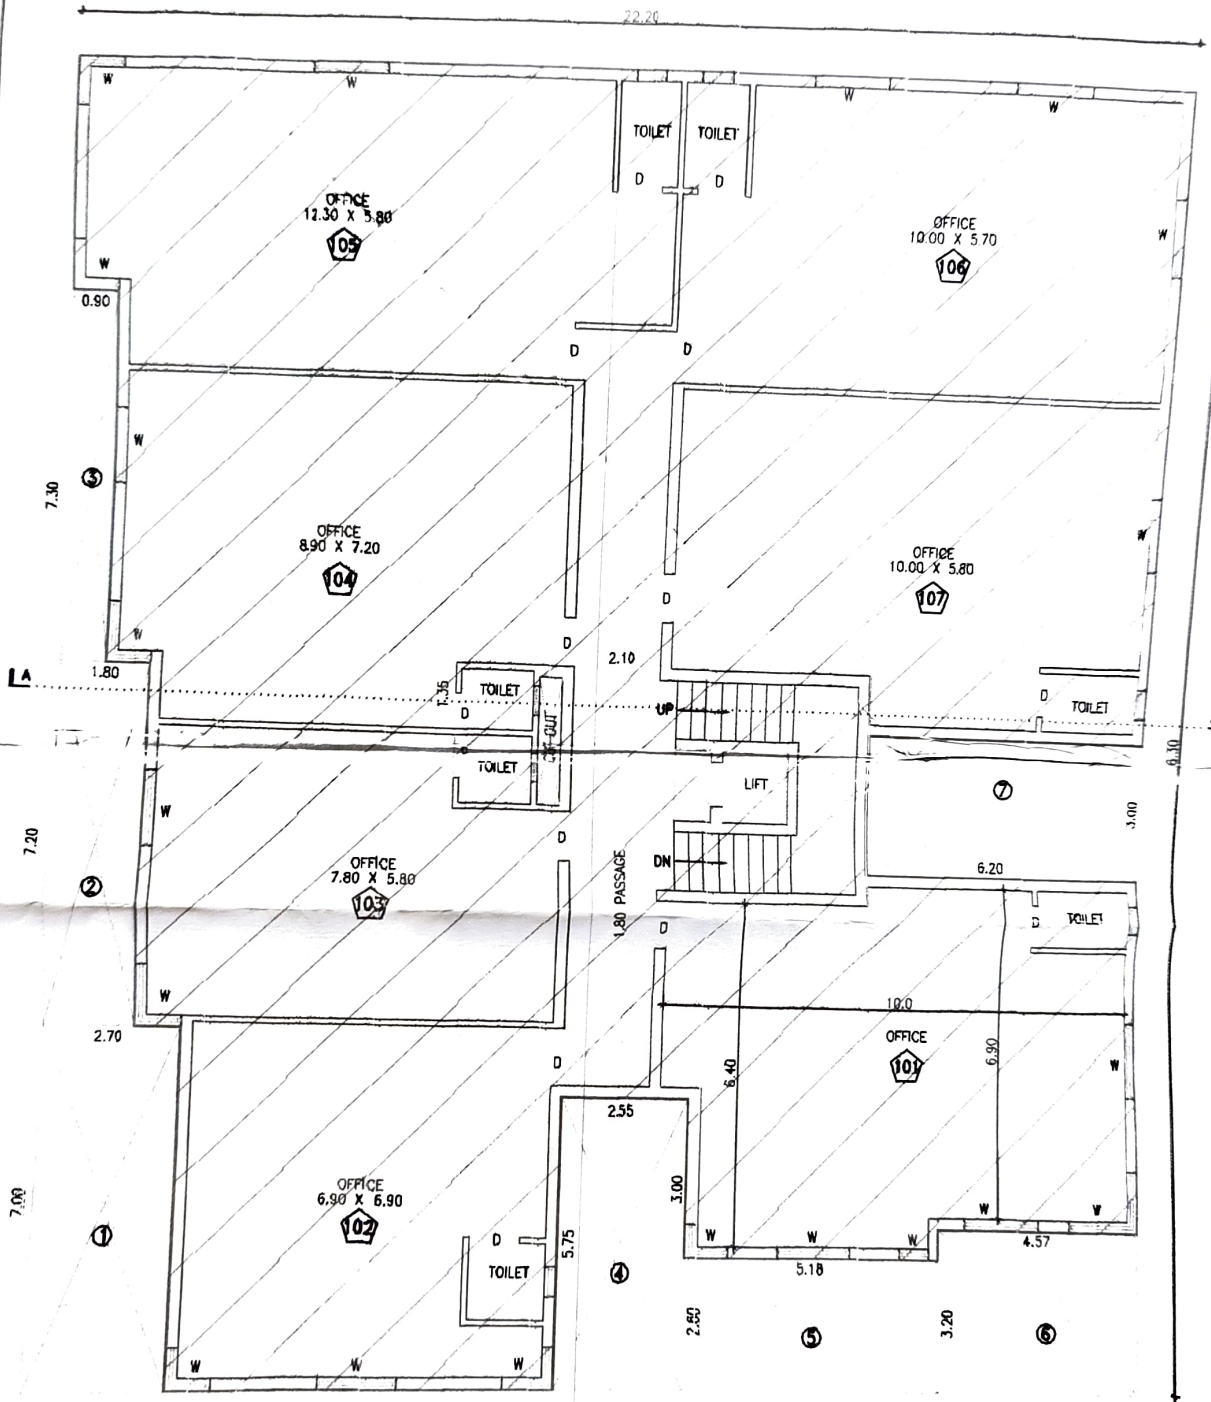 22.20
W
W
W
W
TOILET
TOILET
D
D
OFFICE
12.30 X 5.80
105
OFFICE
10.00 X 5.70
106
W
W
0.90
D
D
W
3
7.30
OFFICE
8.90 X 7.20
104
OFFICE
10.00 X 5.80
107
W
D
W
D
2.10
1.80
A
1.35
TOILET
D
CUT OUT
UP
D
TOILET
D
TOILET
LIFT
6.30
7
3.00
W
7.20
2
D
OFFICE
7.80 X 5.80
103
1.80 PASSAGE
DN
6.20
D
D
TOILET
W
2.70
10.0
OFFICE
101
6.40
6.90
W
D
2.55
OFFICE
6.90 X 6.90
102
7.00
1
3.00
D
TOILET
5.75
4
W
W
W
W
W
4.57
5.18
2.60
5
3.20
6
W
W
W